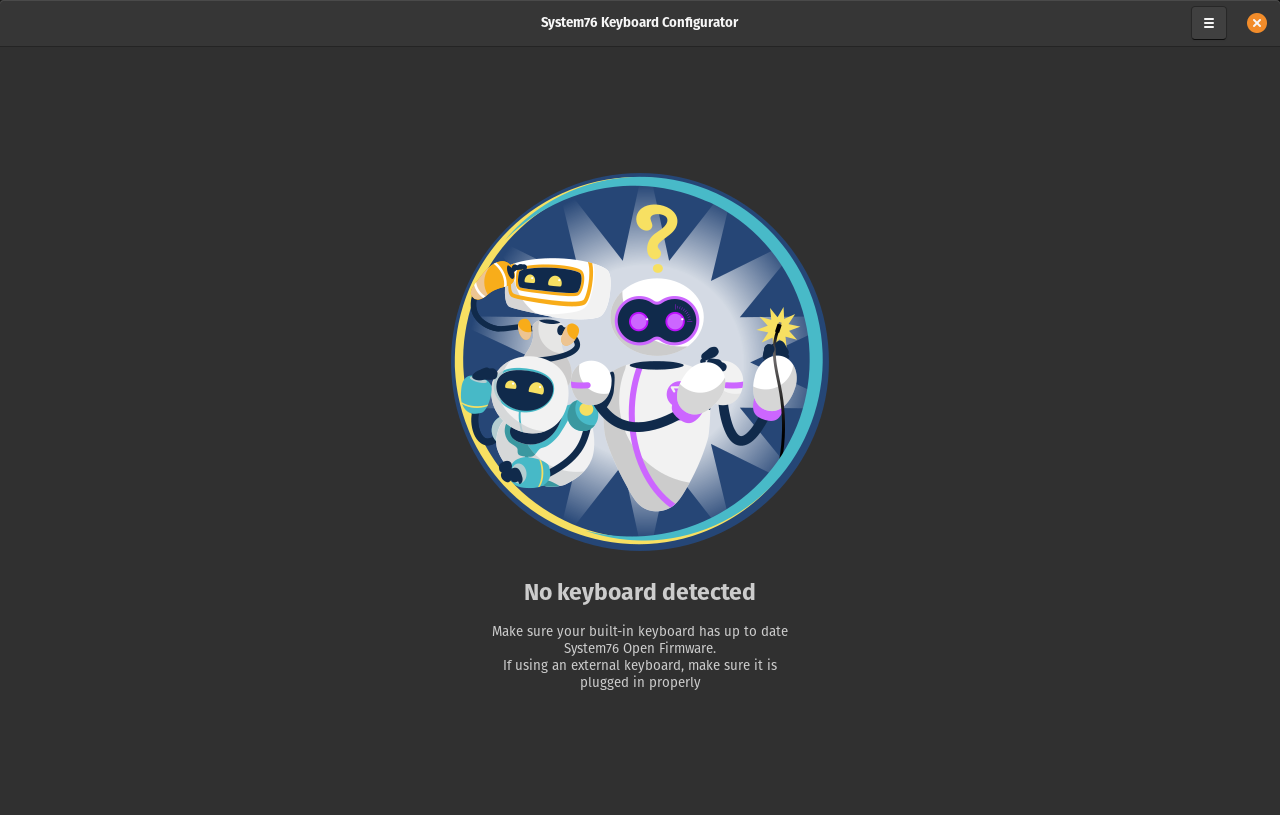 System76 Keyboard Configurator
No keyboard detected
Make sure your built-in keyboard has up to date
System76 Open Firmware.
If using an external keyboard, make sure it is
plugged in properly